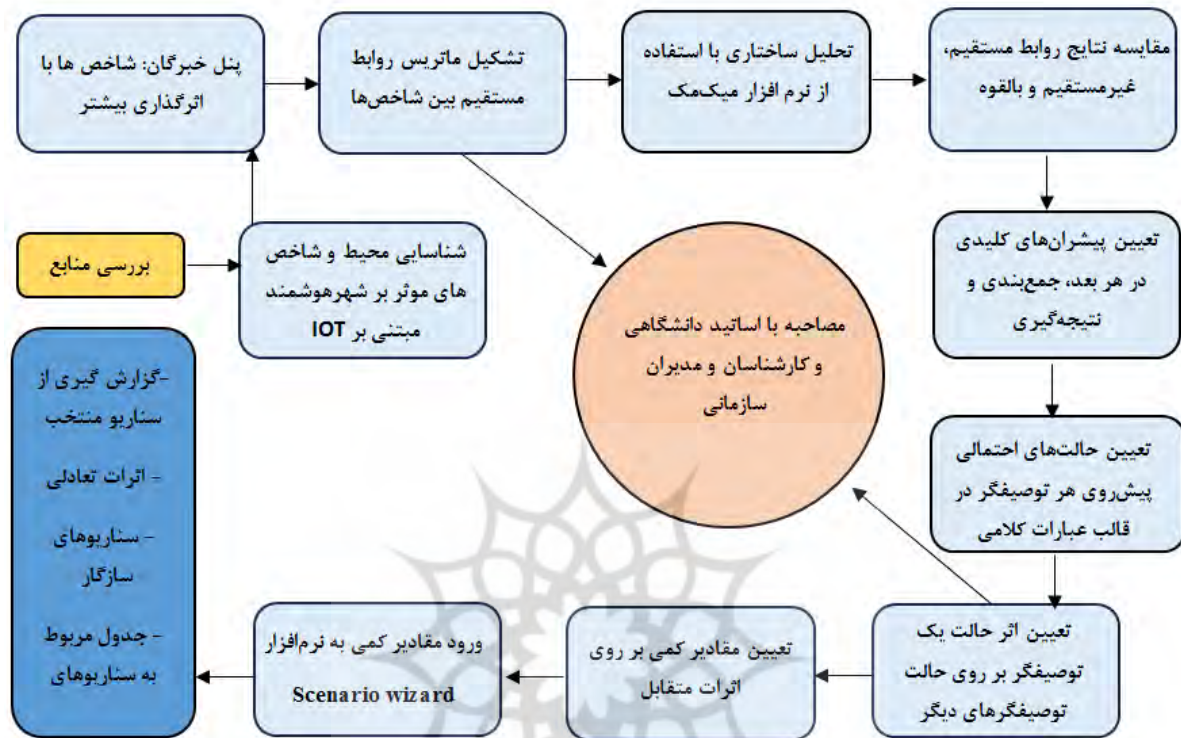 پنل خبرگان: شاخص ها با
اثرگذاری بیشتر
تشکیل ماتریس روابط
مستقیم بین شاخص‌ها
تحلیل ساختاری با استفاده
از نرم افزار میک‌مک
مقایسه نتایج روابط مستقیم،
غیرمستقیم و بالقوه
بررسی منابع
شناسایی محیط و شاخص
های موثر بر شهرهوشمند
مبتنی بر IOT
مصاحبه با اساتید دانشگاهی
و کارشناسان و مدیران
سازمانی
تعیین پیشران‌های کلیدی
در هر بعد، جمع‌بندی و
نتیجه‌گیری
تعیین حالت‌های احتمالی
پیش‌روی هر توصیفگر در
قالب عبارات کلامی
تعیین اثر حالت یک
توصیفگر بر روی حالت
توصیفگرهای دیگر
تعیین مقادیر کمی بر روی
اثرات متقابل
ورود مقادیر کمی به نرم‌افزار
Scenario wizard
-گزارش گیری از
سناریو منتخب
- اثرات تعادلی
- سناریوهای
سازگار
- جدول مربوط
به سناریوهای